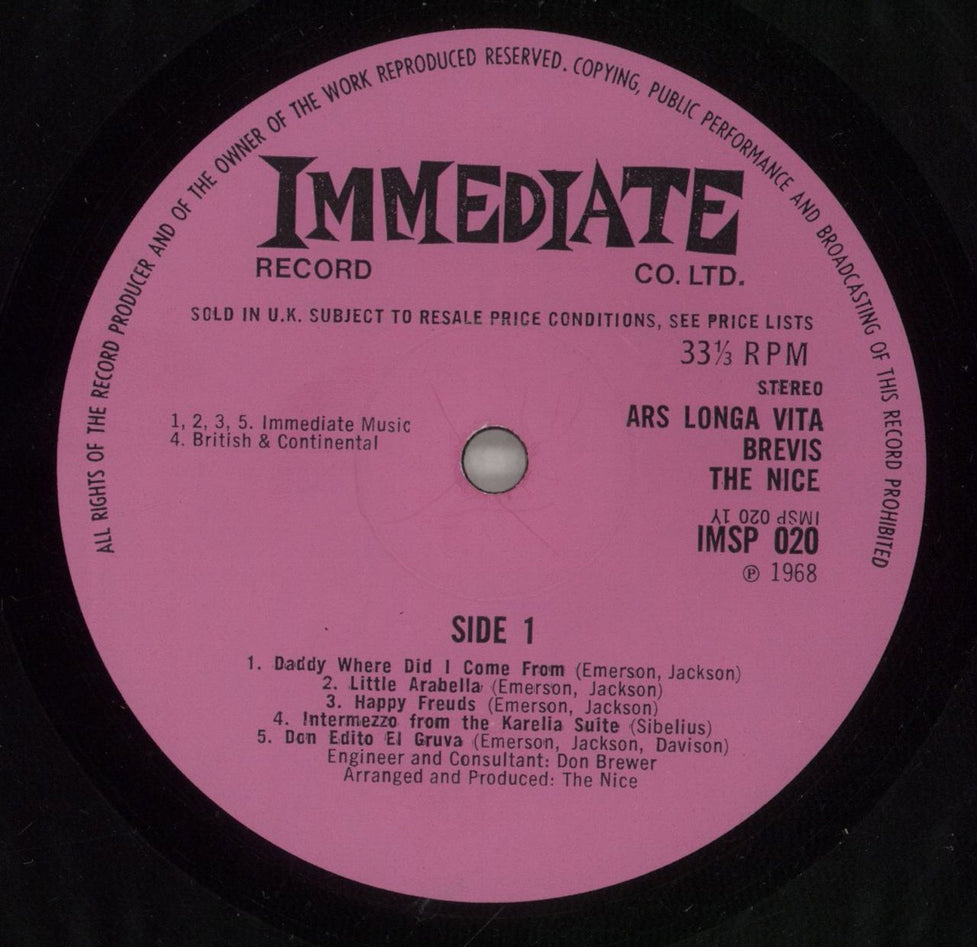 ALL RIGHTS OF THE RECORD PRODUCER AND OF THE OWNER OF THE WORK REPRODUCED RESERVED. COPYING, PUBLIC PERFORMANCE AND BROADCASTING OF THIS RECORD PROHIBITED
IMMEDIATE
RECORD CO. LTD.
SOLD IN U.K. SUBJECT TO RESALE PRICE CONDITIONS, SEE PRICE LISTS
33⅓ RPM
STEREO
1, 2, 3, 5. Immediate Music
4. British & Continental
ARS LONGA VITA
BREVIS
THE NICE
IMSP 020 1Y
IMSP 020
℗ 1968
SIDE 1
1. Daddy Where Did I Come From (Emerson, Jackson)
2. Little Arabella (Emerson, Jackson)
3. Happy Freuds (Emerson, Jackson)
4. Intermezzo from the Karelia Suite (Sibelius)
5. Don Edito El Gruva (Emerson, Jackson, Davison)
Engineer and Consultant: Don Brewer
Arranged and Produced: The Nice